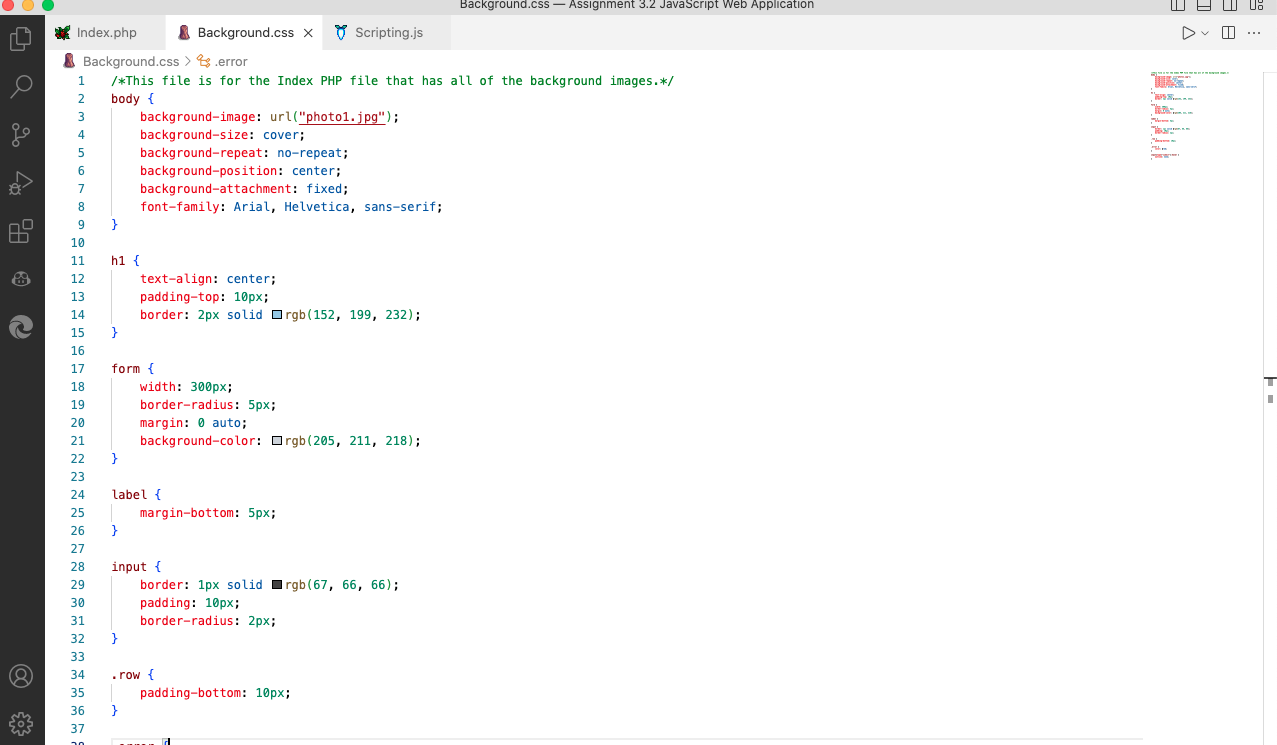 Background.css — Assignment 3.2 JavaScript Web Application
Index.php
Background.css
Scripting.js
Background.css > .error
1 /*This file is for the Index PHP file that has all of the background images.*/
2 body {
3 background-image: url("photo1.jpg");
4 background-size: cover;
5 background-repeat: no-repeat;
6 background-position: center;
7 background-attachment: fixed;
8 font-family: Arial, Helvetica, sans-serif;
9 }
10
11 h1 {
12 text-align: center;
13 padding-top: 10px;
14 border: 2px solid rgb(152, 199, 232);
15 }
16
17 form {
18 width: 300px;
19 border-radius: 5px;
20 margin: 0 auto;
21 background-color: rgb(205, 211, 218);
22 }
23
24 label {
25 margin-bottom: 5px;
26 }
27
28 input {
29 border: 1px solid rgb(67, 66, 66);
30 padding: 10px;
31 border-radius: 2px;
32 }
33
34 .row {
35 padding-bottom: 10px;
36 }
37
38 .error {